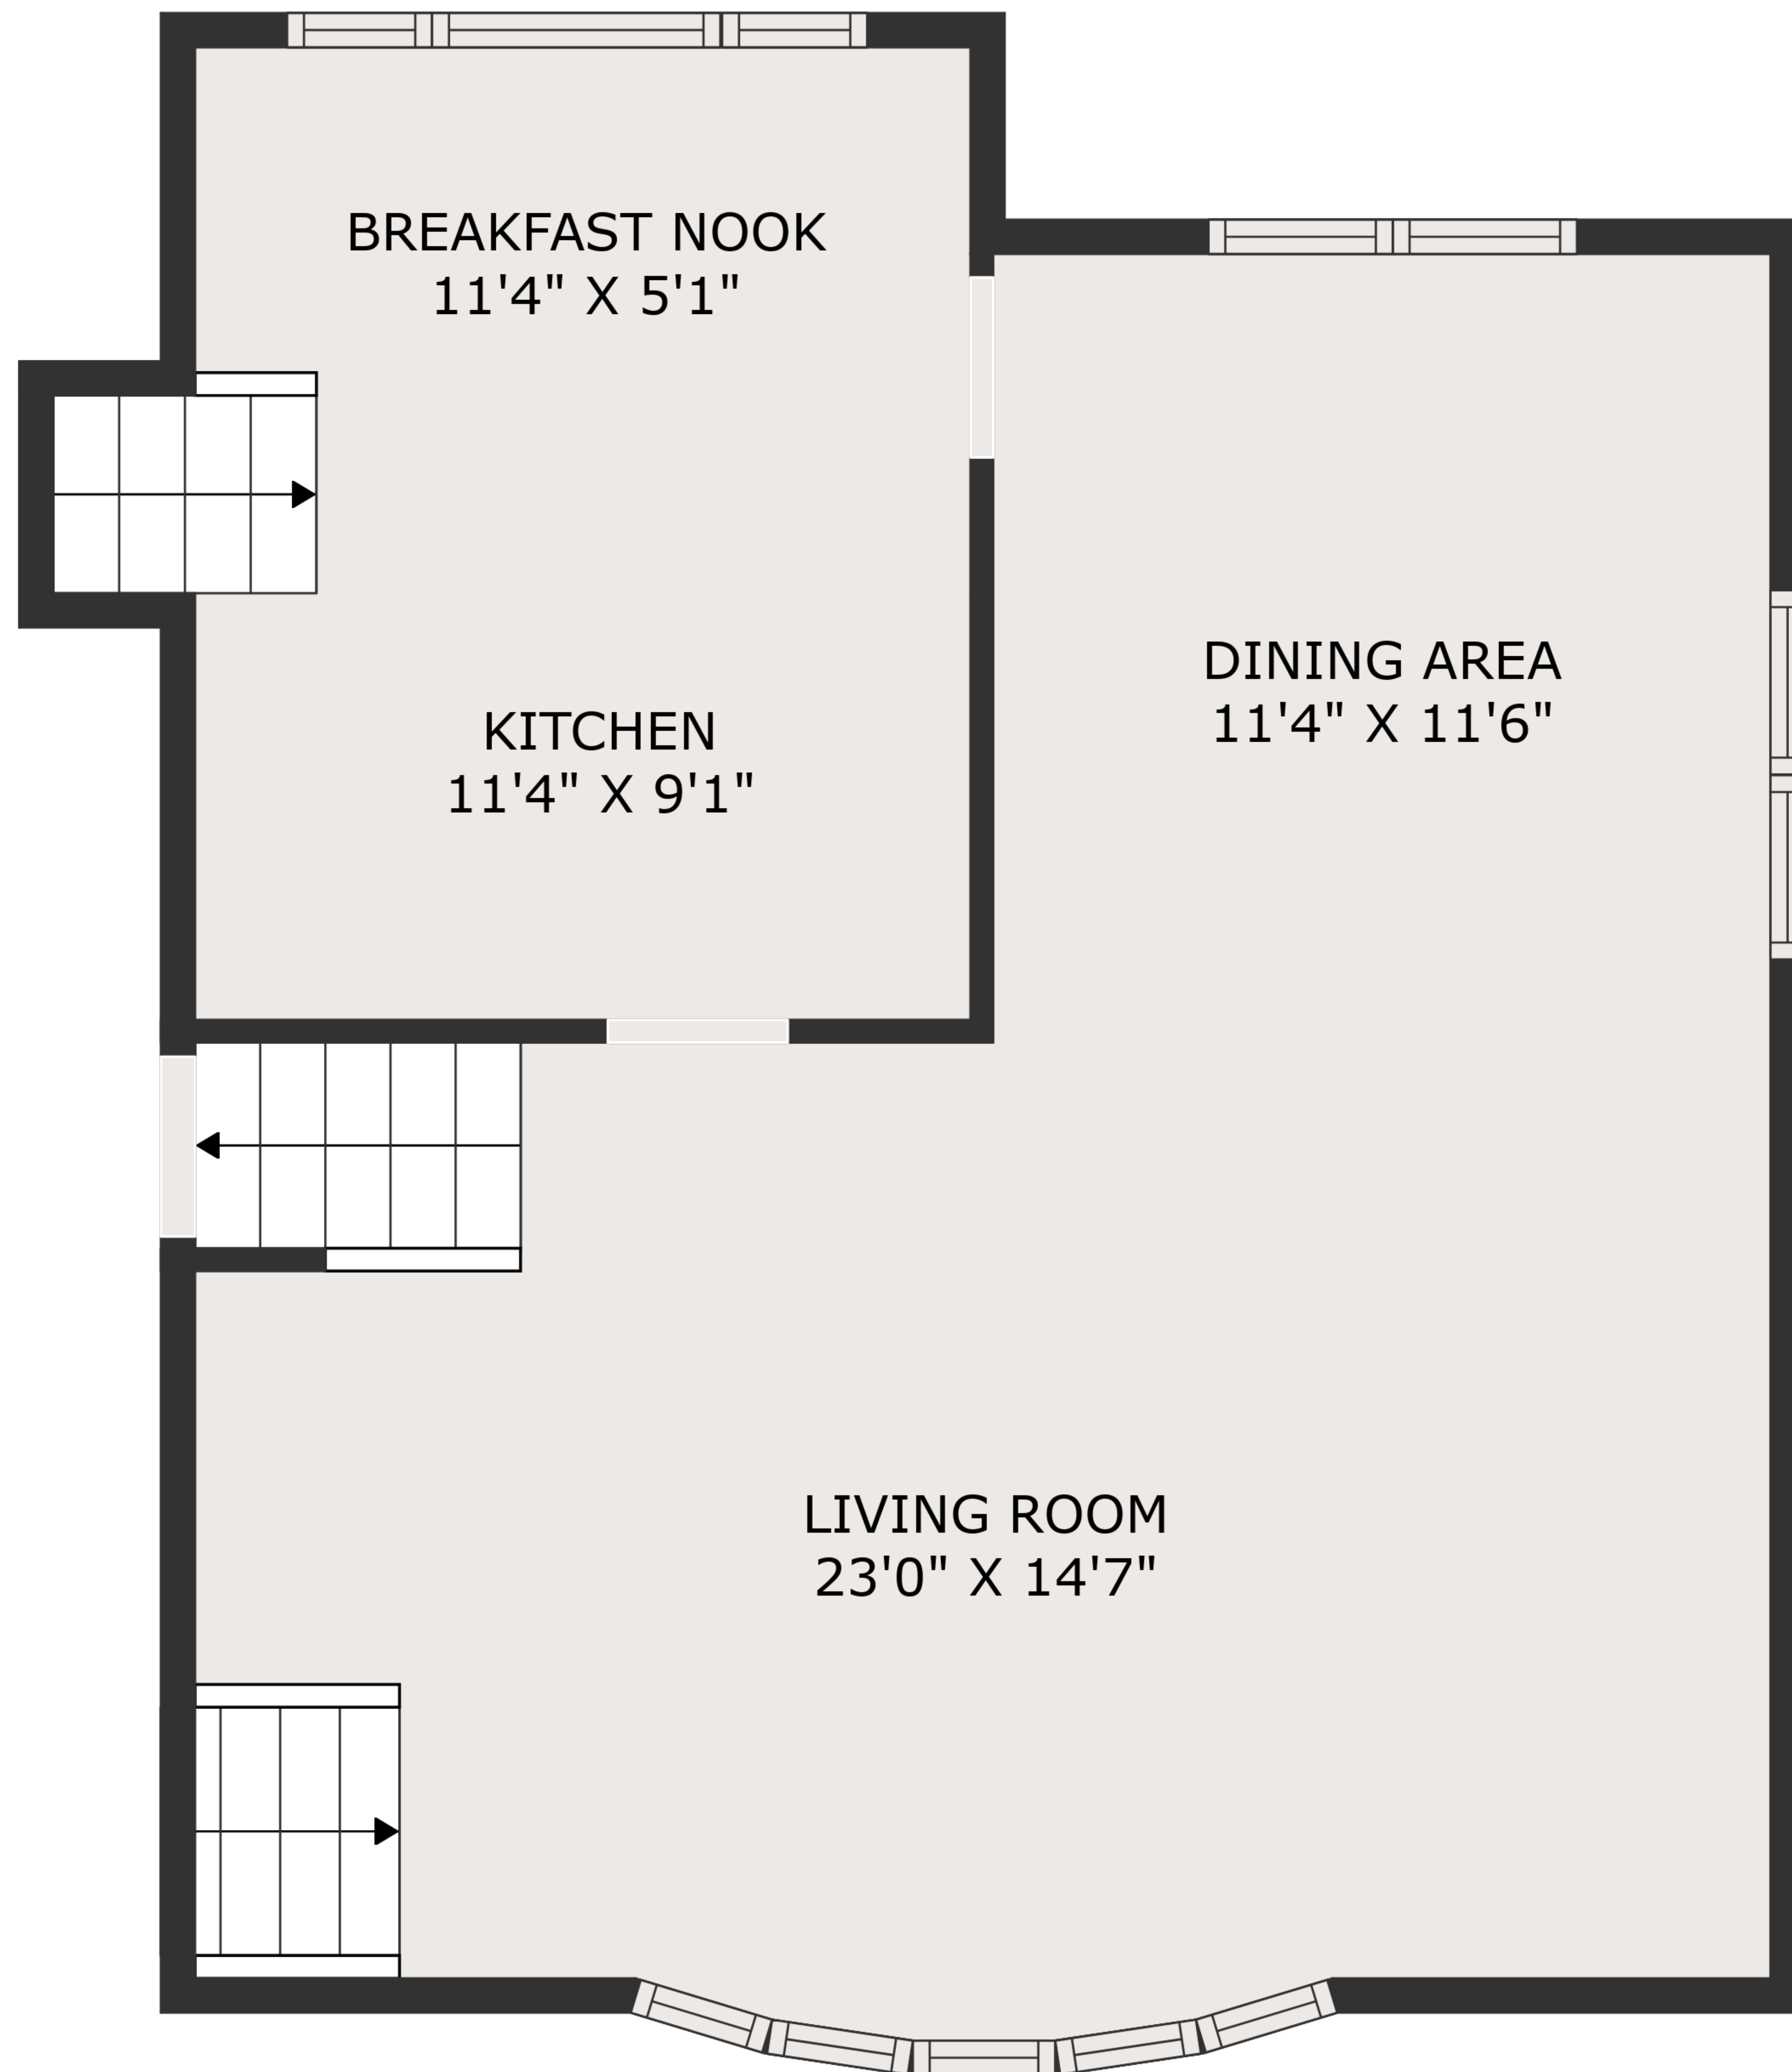 BREAKFAST NOOK
11'4" X 5'1"
DINING AREA
11'4" X 11'6"
KITCHEN
11'4" X 9'1"
LIVING ROOM
23'0" X 14'7"